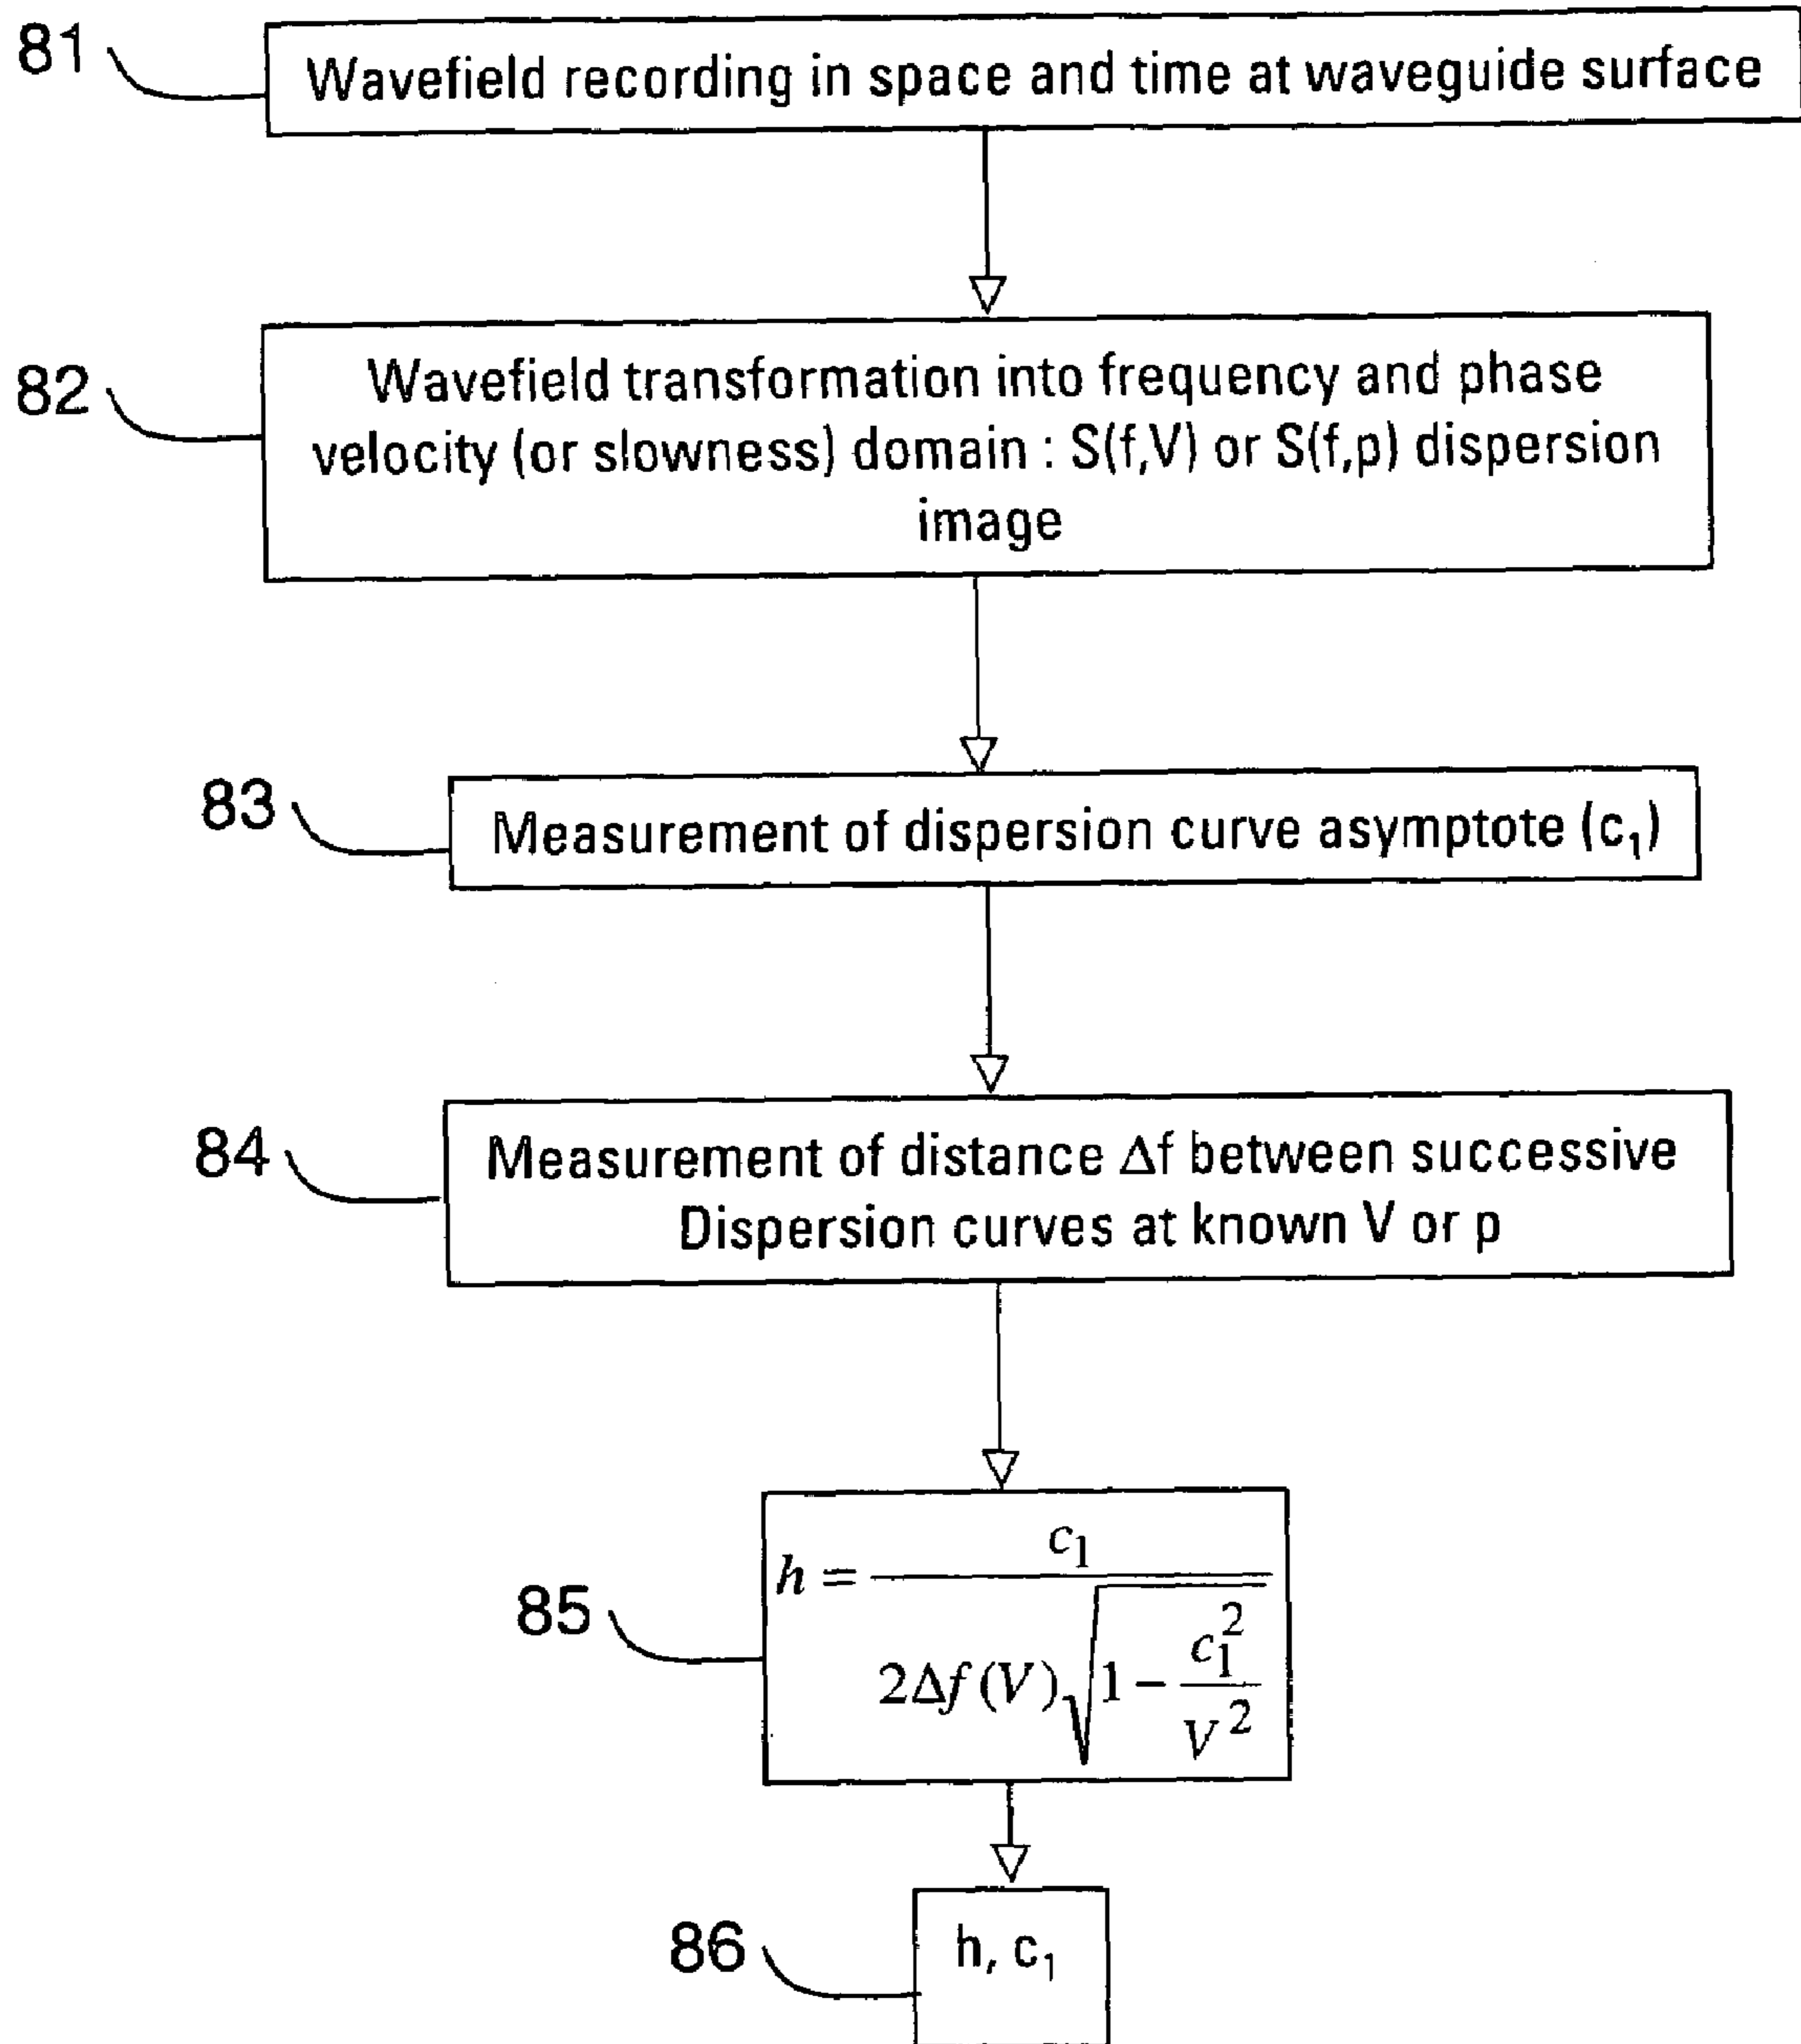 81
Wavefield recording in space and time at waveguide surface
82
Wavefield transformation into frequency and phase
velocity (or slowness) domain : S(f,V) or S(f,p) dispersion
image
83
Measurement of dispersion curve asymptote (c₁)
84
Measurement of distance Δf between successive
Dispersion curves at known V or p
85
h = c₁ / (2Δf(V)√(1 − c₁²/V²))
86
h, c₁